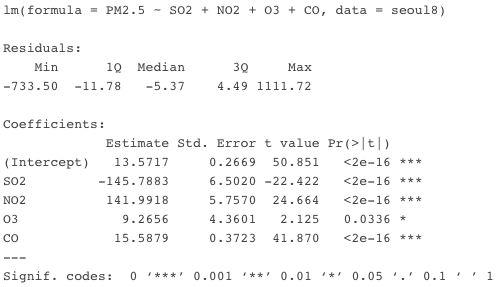 lm(formula = PM2.5 ~ SO2 + NO2 + O3 + CO, data = seoul8)
Residuals:
Min 1Q Median 3Q Max
-733.50 -11.78 -5.37 4.49 1111.72
Coefficients:
Estimate Std. Error t value Pr(>|t|)
(Intercept) 13.5717 0.2669 50.851 <2e-16 ***
SO2 -145.7883 6.5020 -22.422 <2e-16 ***
NO2 141.9918 5.7570 24.664 <2e-16 ***
O3 9.2656 4.3601 2.125 0.0336 *
CO 15.5879 0.3723 41.870 <2e-16 ***
---
Signif. codes: 0 ‘***’ 0.001 ‘**’ 0.01 ‘*’ 0.05 ‘.’ 0.1 ‘ ’ 1